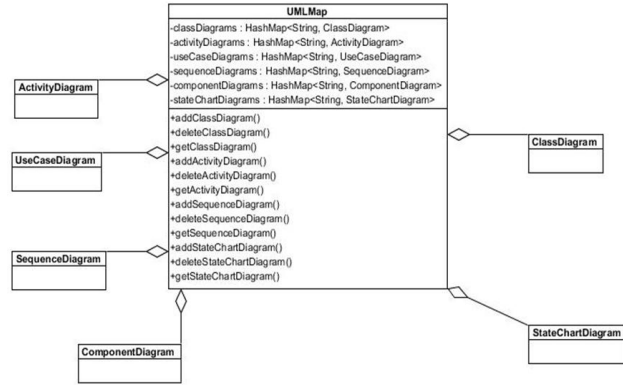 UMLMap
-classDiagrams : HashMap<String, ClassDiagram>
-activityDiagrams : HashMap<String, ActivityDiagram>
-useCaseDiagrams : HashMap<String, UseCaseDiagram>
-sequenceDiagrams : HashMap<String, SequenceDiagram>
-componentDiagrams : HashMap<String, ComponentDiagram>
-stateChartDiagrams : HashMap<String, StateChartDiagram>
+addClassDiagram()
+deleteClassDiagram()
+getClassDiagram()
+addActivityDiagram()
+deleteActivityDiagram()
+getActivityDiagram()
+addSequenceDiagram()
+deleteSequenceDiagram()
+getSequenceDiagram()
+addStateChartDiagram()
+deleteStateChartDiagram()
+getStateChartDiagram()
ActivityDiagram
UseCaseDiagram
SequenceDiagram
ComponentDiagram
ClassDiagram
StateChartDiagram